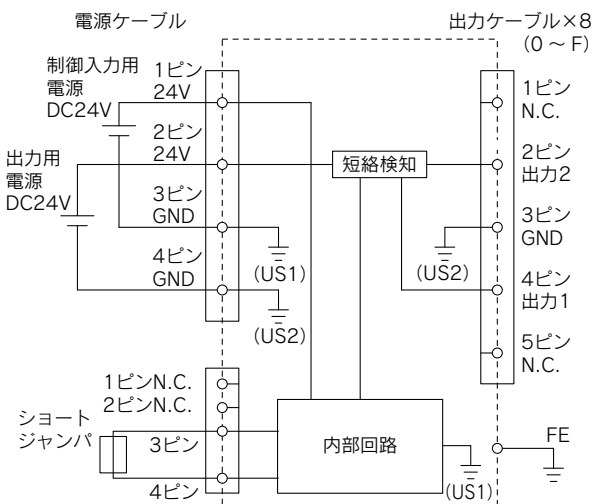 電源ケーブル
出力ケーブル×8
(0 ~ F)
制御入力用
電源
DC24V
1ピン
24V
2ピン
24V
出力用
電源
DC24V
3ピン
GND
4ピン
GND
(US1)
(US2)
短絡検知
1ピン
N.C.
2ピン
出力2
3ピン
GND
(US2)
4ピン
出力1
5ピン
N.C.
1ピンN.C.
2ピンN.C.
ショート
ジャンパ
3ピン
4ピン
内部回路
(US1)
FE